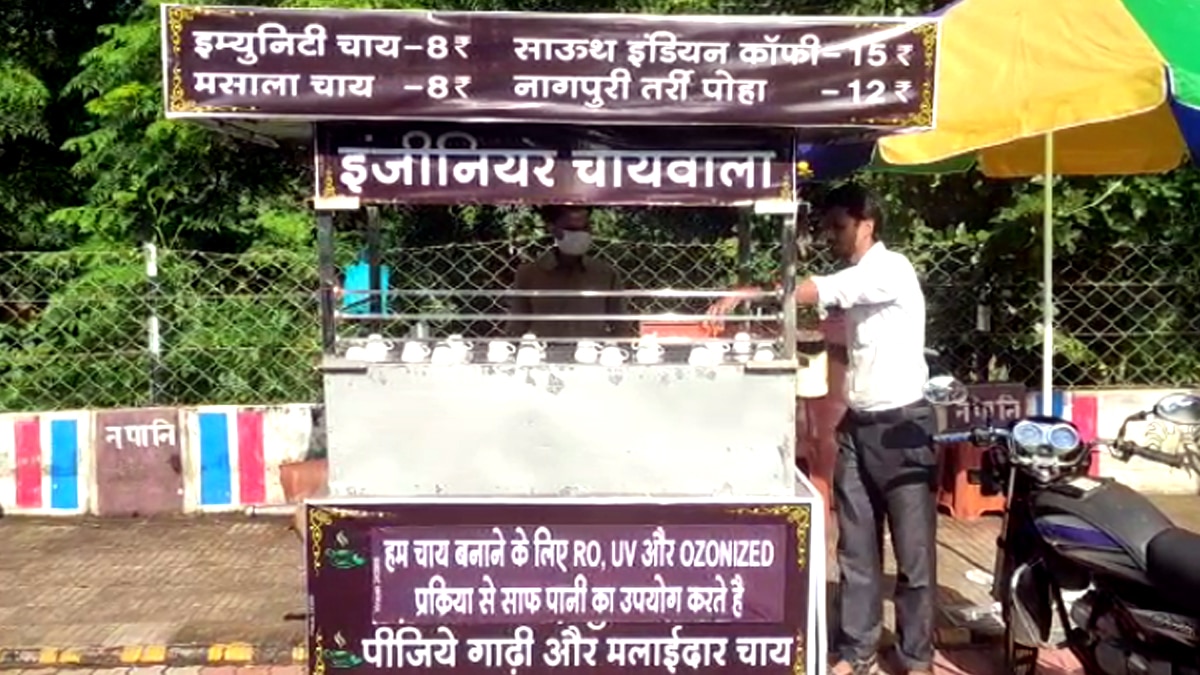 इम्युनिटी चाय-8₹ साऊथ इंडियन कॉफी-15₹
मसाला चाय -8₹ नागपुरी तर्री पोहा -12₹
इंजीनियर चायवाला
न पा नि
न पा नि
हम चाय बनाने के लिए RO, UV और OZONIZED
प्रक्रिया से साफ पानी का उपयोग करते है
पीजिये गाढ़ी और मलाईदार चाय